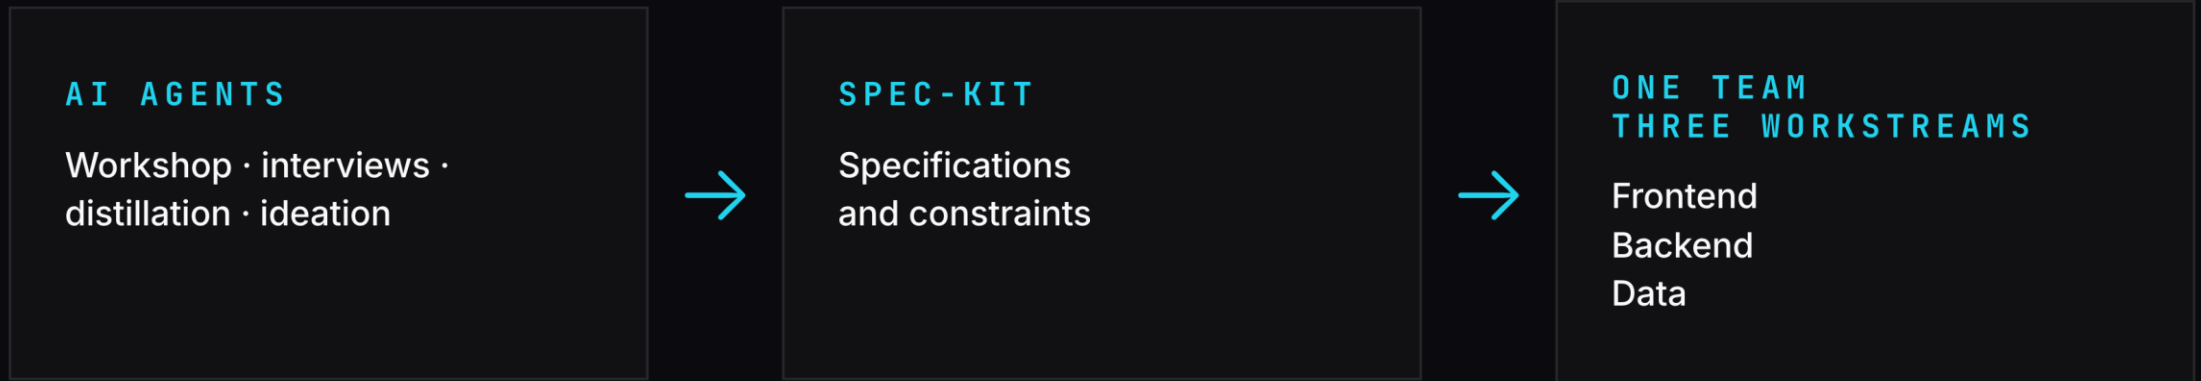 AI AGENTS
Workshop · interviews ·
distillation · ideation
SPEC-KIT
Specifications
and constraints
ONE TEAM
THREE WORKSTREAMS
Frontend
Backend
Data